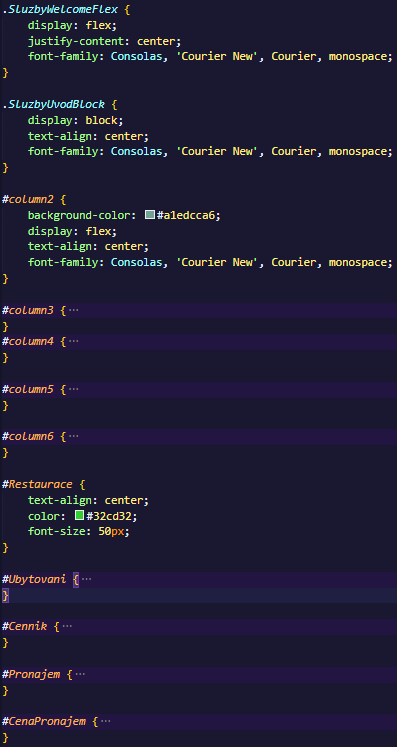 .SluzbyWelcomeFlex {
    display: flex;
    justify-content: center;
    font-family: Consolas, 'Courier New', Courier, monospace;
}

.SluzbyUvodBlock {
    display: block;
    text-align: center;
    font-family: Consolas, 'Courier New', Courier, monospace;
}

#column2 {
    background-color: #a1edcca6;
    display: flex;
    text-align: center;
    font-family: Consolas, 'Courier New', Courier, monospace;
}

#column3 {···
}
#column4 {···
}

#column5 {···
}

#column6 {···
}

#Restaurace {
    text-align: center;
    color: #32cd32;
    font-size: 50px;
}

#Ubytovani {···
}

#Cennik {···
}

#Pronajem {···
}

#CenaPronajem {···
}